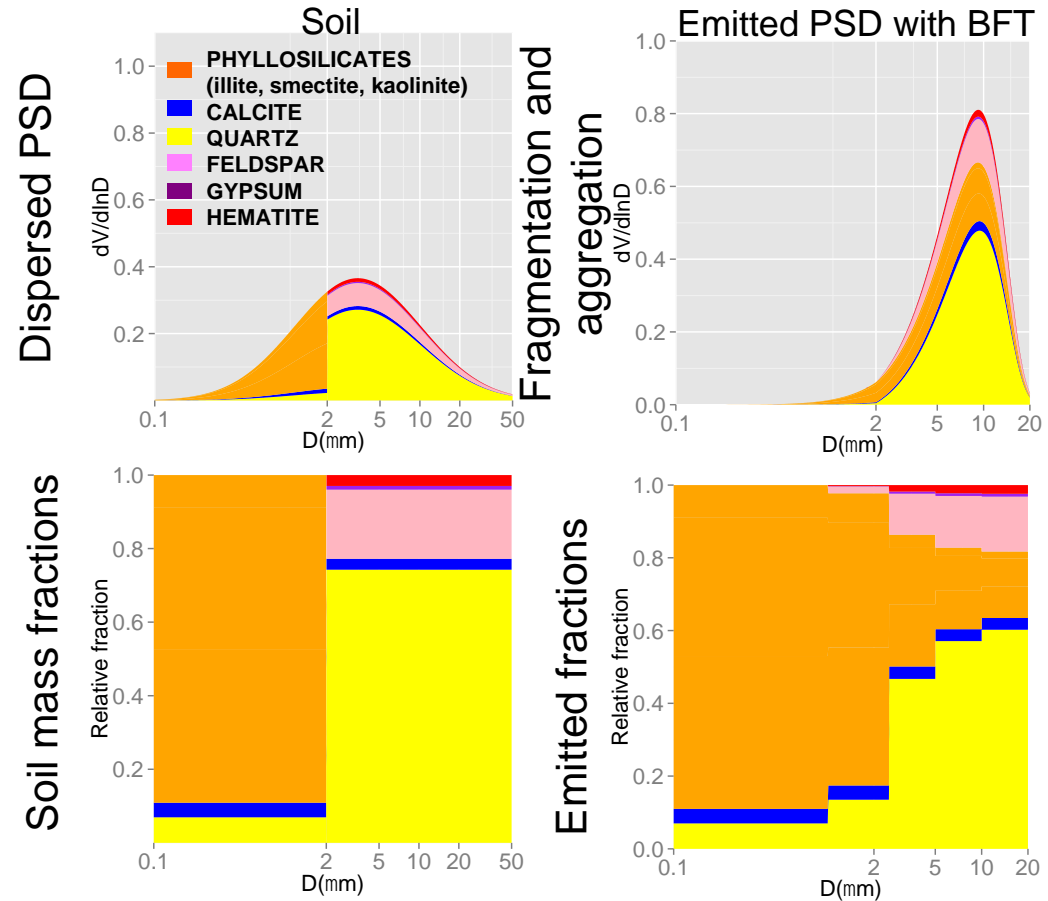 Soil
Dispersed PSD
dV/dlnD
1.0
0.8
0.6
0.4
0.2
PHYLLOSILICATES
(illite, smectite, kaolinite)
CALCITE
QUARTZ
FELDSPAR
GYPSUM
HEMATITE
0.1 2 5 10 20 50
D(mm)
Fragmentation and
aggregation
Emitted PSD with BFT
dV/dlnD
1.0
0.8
0.6
0.4
0.2
0.0
0.1 2 5 10 20
D(mm)
Soil mass fractions
Relative fraction
1.0
0.8
0.6
0.4
0.2
0.1 2 5 10 20 50
D(mm)
Emitted fractions
Relative fraction
1.0
0.8
0.6
0.4
0.2
0.0
0.1 2 5 10 20
D(mm)